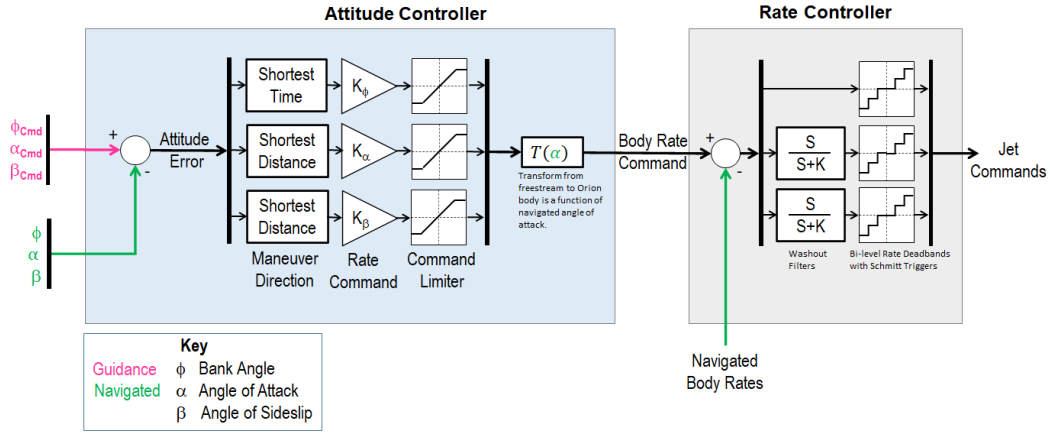 Attitude Controller
Rate Controller
ϕCmd
αCmd
βCmd
+
-
Attitude
Error
ϕ
α
β
Shortest
Time
Shortest
Distance
Shortest
Distance
Maneuver
Direction
Kϕ
Kα
Kβ
Rate
Command
Command
Limiter
T(α)
Transform from
freestream to Orion
body is a function of
navigated angle of
attack.
Body Rate
Command
+
-
S
S+K
S
S+K
Washout
Filters
Bi-level Rate Deadbands
with Schmitt Triggers
Jet
Commands
Navigated
Body Rates
Key
Guidance ϕ Bank Angle
Navigated α Angle of Attack
β Angle of Sideslip